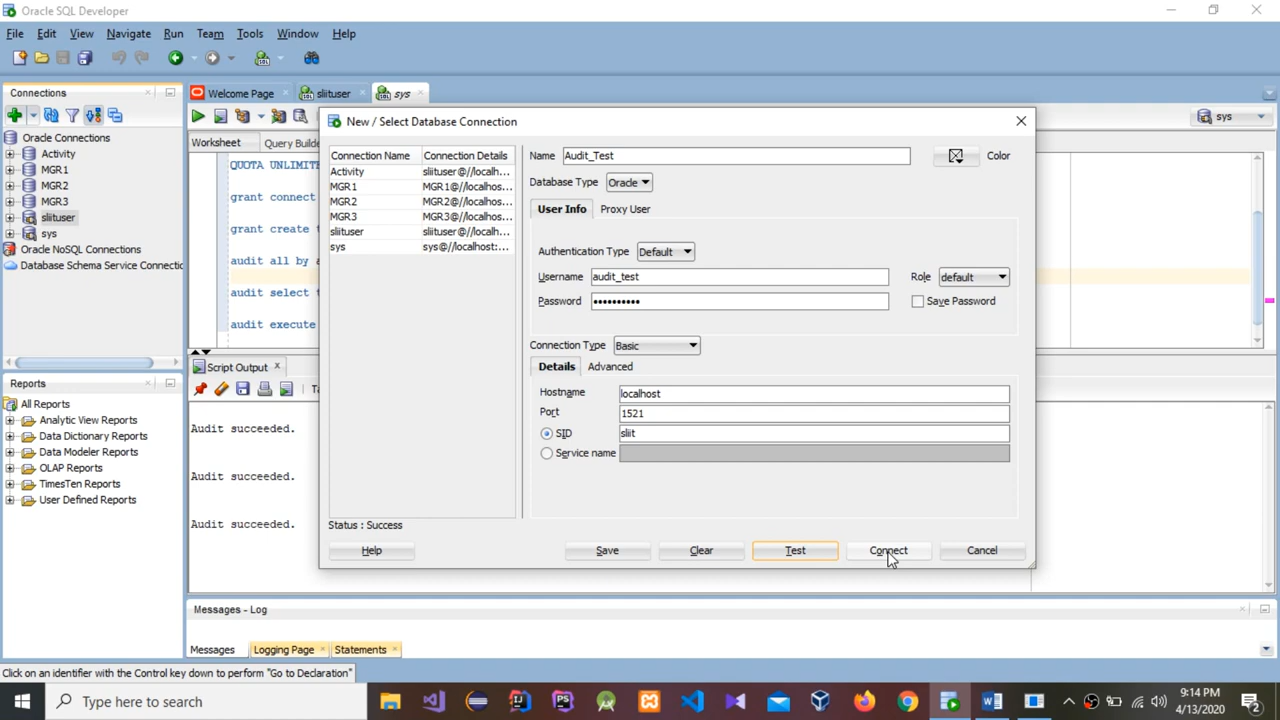 Oracle SQL Developer
File Edit View Navigate Run Team Tools Window Help
Connections
Welcome Page
sliituser
sys
Oracle Connections
Activity
MGR1
MGR2
MGR3
sliituser
sys
Oracle NoSQL Connections
Database Schema Service Connectio
sys
Worksheet Query Builde
QUOTA UNLIMITE
grant connect
grant create t
audit all by a
audit select t
audit execute
New / Select Database Connection
Connection Name Connection Details
Activity sliituser@//localh...
MGR1 MGR1@//localhos...
MGR2 MGR2@//localhos...
MGR3 MGR3@//localhos...
sliituser sliituser@//localh...
sys sys@//localhost:...
Status : Success
Name Audit_Test Color
Database Type Oracle
User Info Proxy User
Authentication Type Default
Username audit_test Role default
Password •••••••••• Save Password
Connection Type Basic
Details Advanced
Hostname localhost
Port 1521
SID sliit
Service name
Help Save Clear Test Connect Cancel
Reports
All Reports
Analytic View Reports
Data Dictionary Reports
Data Modeler Reports
OLAP Reports
TimesTen Reports
User Defined Reports
Script Output
Audit succeeded.
Audit succeeded.
Audit succeeded.
Messages - Log
Messages Logging Page Statements
Click on an identifier with the Control key down to perform "Go to Declaration"
Type here to search
9:14 PM
4/13/2020
2